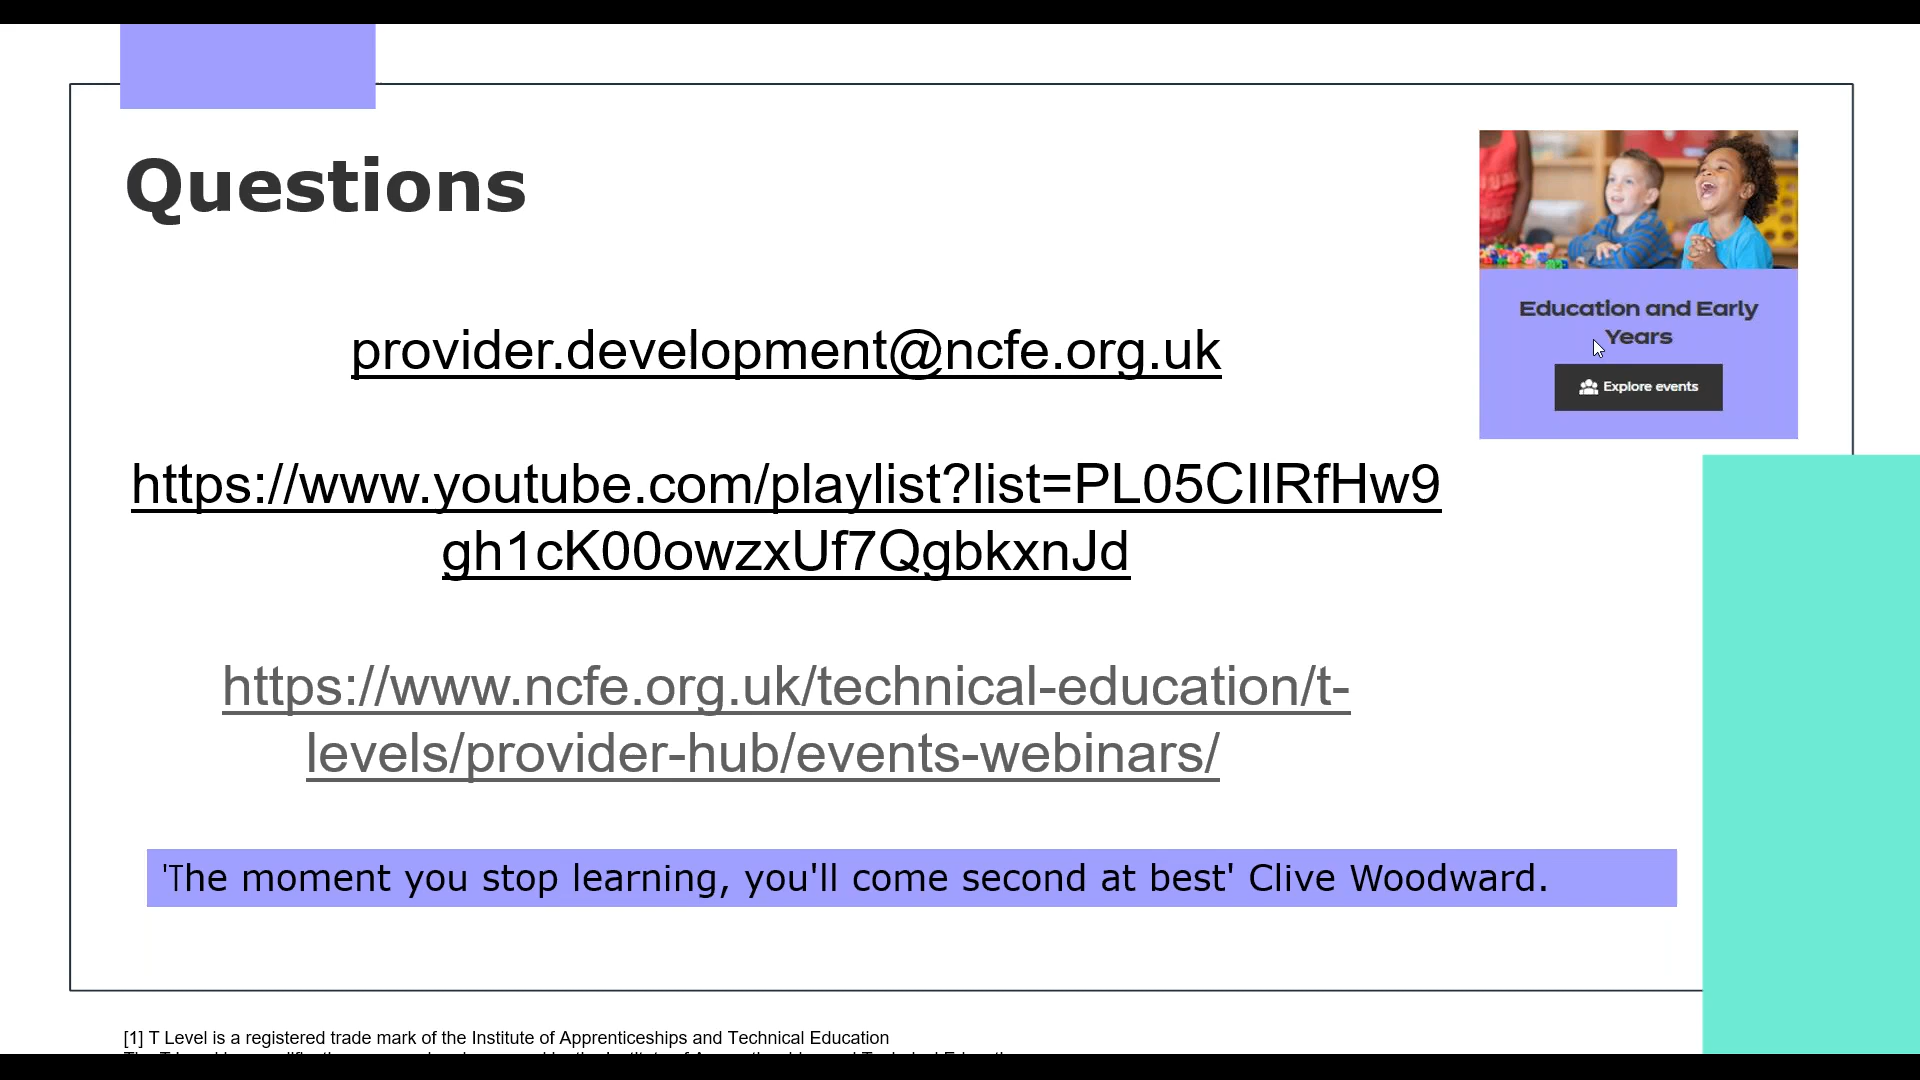 Questions
Education and Early
Years
Explore events
provider.development@ncfe.org.uk
https://www.youtube.com/playlist?list=PL05CIlRfHw9
gh1cK00owzxUf7QgbkxnJd
https://www.ncfe.org.uk/technical-education/t-
levels/provider-hub/events-webinars/
'The moment you stop learning, you'll come second at best' Clive Woodward.
[1] T Level is a registered trade mark of the Institute of Apprenticeships and Technical Education